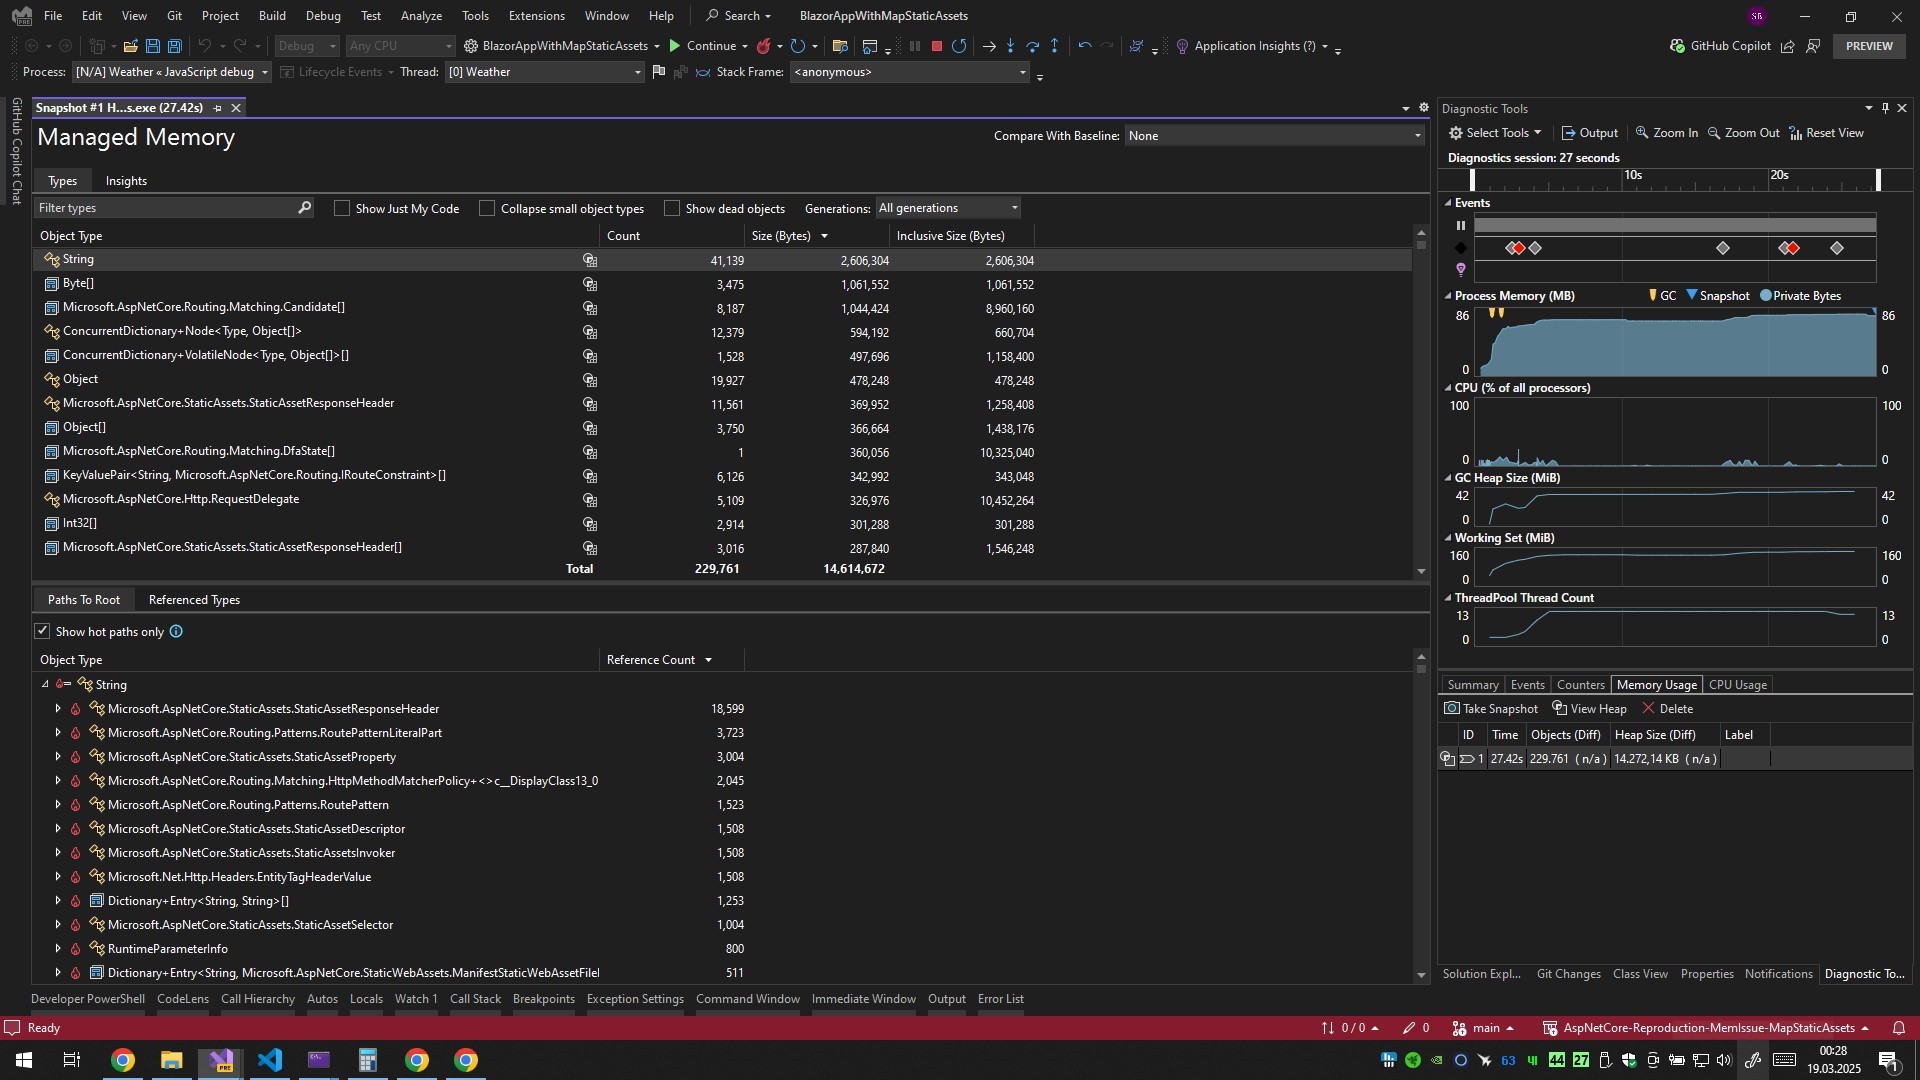 File Edit View Git Project Build Debug Test Analyze Tools Extensions Window Help Search BlazorAppWithMapStaticAssets SB
Debug Any CPU BlazorAppWithMapStaticAssets Continue Application Insights (?) GitHub Copilot PREVIEW
Process: [N/A] Weather « JavaScript debug Lifecycle Events Thread: [0] Weather Stack Frame: <anonymous>
GitHub Copilot Chat
Snapshot #1 H...s.exe (27.42s)
Managed Memory
Compare With Baseline: None
Types Insights
Filter types Show Just My Code Collapse small object types Show dead objects Generations: All generations
Object Type Count Size (Bytes) Inclusive Size (Bytes)
String 41,139 2,606,304 2,606,304
Byte[] 3,475 1,061,552 1,061,552
Microsoft.AspNetCore.Routing.Matching.Candidate[] 8,187 1,044,424 8,960,160
ConcurrentDictionary+Node<Type, Object[]> 12,379 594,192 660,704
ConcurrentDictionary+VolatileNode<Type, Object[]>[] 1,528 497,696 1,158,400
Object 19,927 478,248 478,248
Microsoft.AspNetCore.StaticAssets.StaticAssetResponseHeader 11,561 369,952 1,258,408
Object[] 3,750 366,664 1,438,176
Microsoft.AspNetCore.Routing.Matching.DfaState[] 1 360,056 10,325,040
KeyValuePair<String, Microsoft.AspNetCore.Routing.IRouteConstraint>[] 6,126 342,992 343,048
Microsoft.AspNetCore.Http.RequestDelegate 5,109 326,976 10,452,264
Int32[] 2,914 301,288 301,288
Microsoft.AspNetCore.StaticAssets.StaticAssetResponseHeader[] 3,016 287,840 1,546,248
Total 229,761 14,614,672
Paths To Root Referenced Types
Show hot paths only
Object Type Reference Count
String
Microsoft.AspNetCore.StaticAssets.StaticAssetResponseHeader 18,599
Microsoft.AspNetCore.Routing.Patterns.RoutePatternLiteralPart 3,723
Microsoft.AspNetCore.StaticAssets.StaticAssetProperty 3,004
Microsoft.AspNetCore.Routing.Matching.HttpMethodMatcherPolicy+<>c__DisplayClass13_0 2,045
Microsoft.AspNetCore.Routing.Patterns.RoutePattern 1,523
Microsoft.AspNetCore.StaticAssets.StaticAssetDescriptor 1,508
Microsoft.AspNetCore.StaticAssets.StaticAssetsInvoker 1,508
Microsoft.Net.Http.Headers.EntityTagHeaderValue 1,508
Dictionary+Entry<String, String>[] 1,253
Microsoft.AspNetCore.StaticAssets.StaticAssetSelector 1,004
RuntimeParameterInfo 800
Dictionary+Entry<String, Microsoft.AspNetCore.StaticWebAssets.ManifestStaticWebAssetFileI 511
Diagnostic Tools
Select Tools Output Zoom In Zoom Out Reset View
Diagnostics session: 27 seconds
10s 20s
Events
Process Memory (MB) GC Snapshot Private Bytes
86 86
0 0
CPU (% of all processors)
100 100
0 0
GC Heap Size (MiB)
42 42
0 0
Working Set (MiB)
160 160
0 0
ThreadPool Thread Count
13 13
0 0
Summary Events Counters Memory Usage CPU Usage
Take Snapshot View Heap Delete
ID Time Objects (Diff) Heap Size (Diff) Label
1 27.42s 229.761 ( n/a ) 14.272,14 KB ( n/a )
Solution Expl... Git Changes Class View Properties Notifications Diagnostic To...
Developer PowerShell CodeLens Call Hierarchy Autos Locals Watch 1 Call Stack Breakpoints Exception Settings Command Window Immediate Window Output Error List
Ready 0 / 0 0 main AspNetCore-Reproduction-MemIssue-MapStaticAssets
PRE 63 44 27 00:28
19.03.2025 1